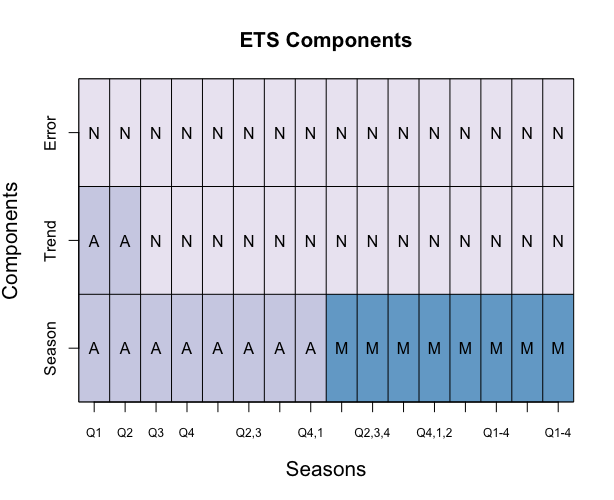 ETS Components
Components
Error
N N N N N N N N N N N N N N N N
Trend
A A N N N N N N N N N N N N N N
Season
A A A A A A A A M M M M M M M M
Q1 Q2 Q3 Q4 Q2,3 Q4,1 Q2,3,4 Q4,1,2 Q1-4 Q1-4
Seasons